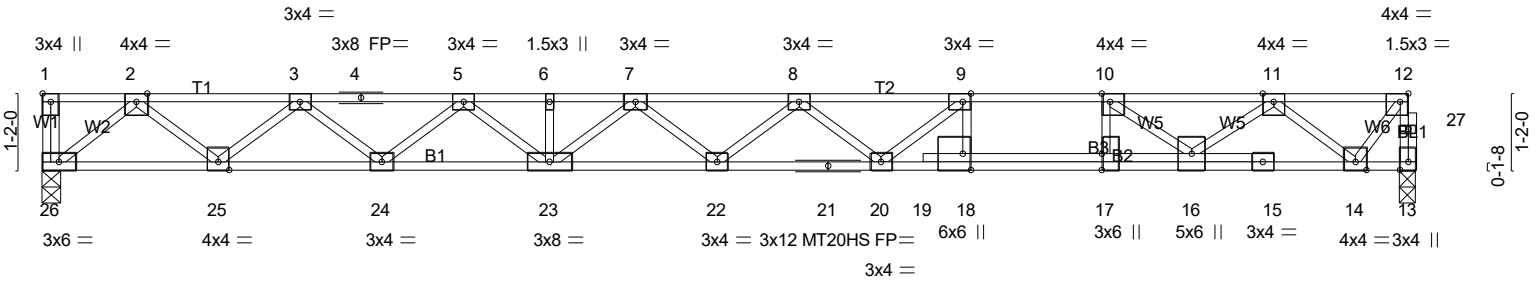 3x4 =
4x4 =
3x4 || 4x4 = 3x8 FP= 3x4 = 1.5x3 || 3x4 = 3x4 = 3x4 = 4x4 = 4x4 = 1.5x3 =
1 2 3 4 5 6 7 8 9 10 11 12
T1 T2
W1 W2 W5 W5 W6 27
1-2-0 1-2-0
B1 B3 B2
0-1-8
26 25 24 23 22 21 20 19 18 17 16 15 14 13
6x6 || 3x6 || 5x6 || 3x4 =
3x6 = 4x4 = 3x4 = 3x8 = 3x4 = 3x12 MT20HS FP= 4x4 = 3x4 ||
3x4 =